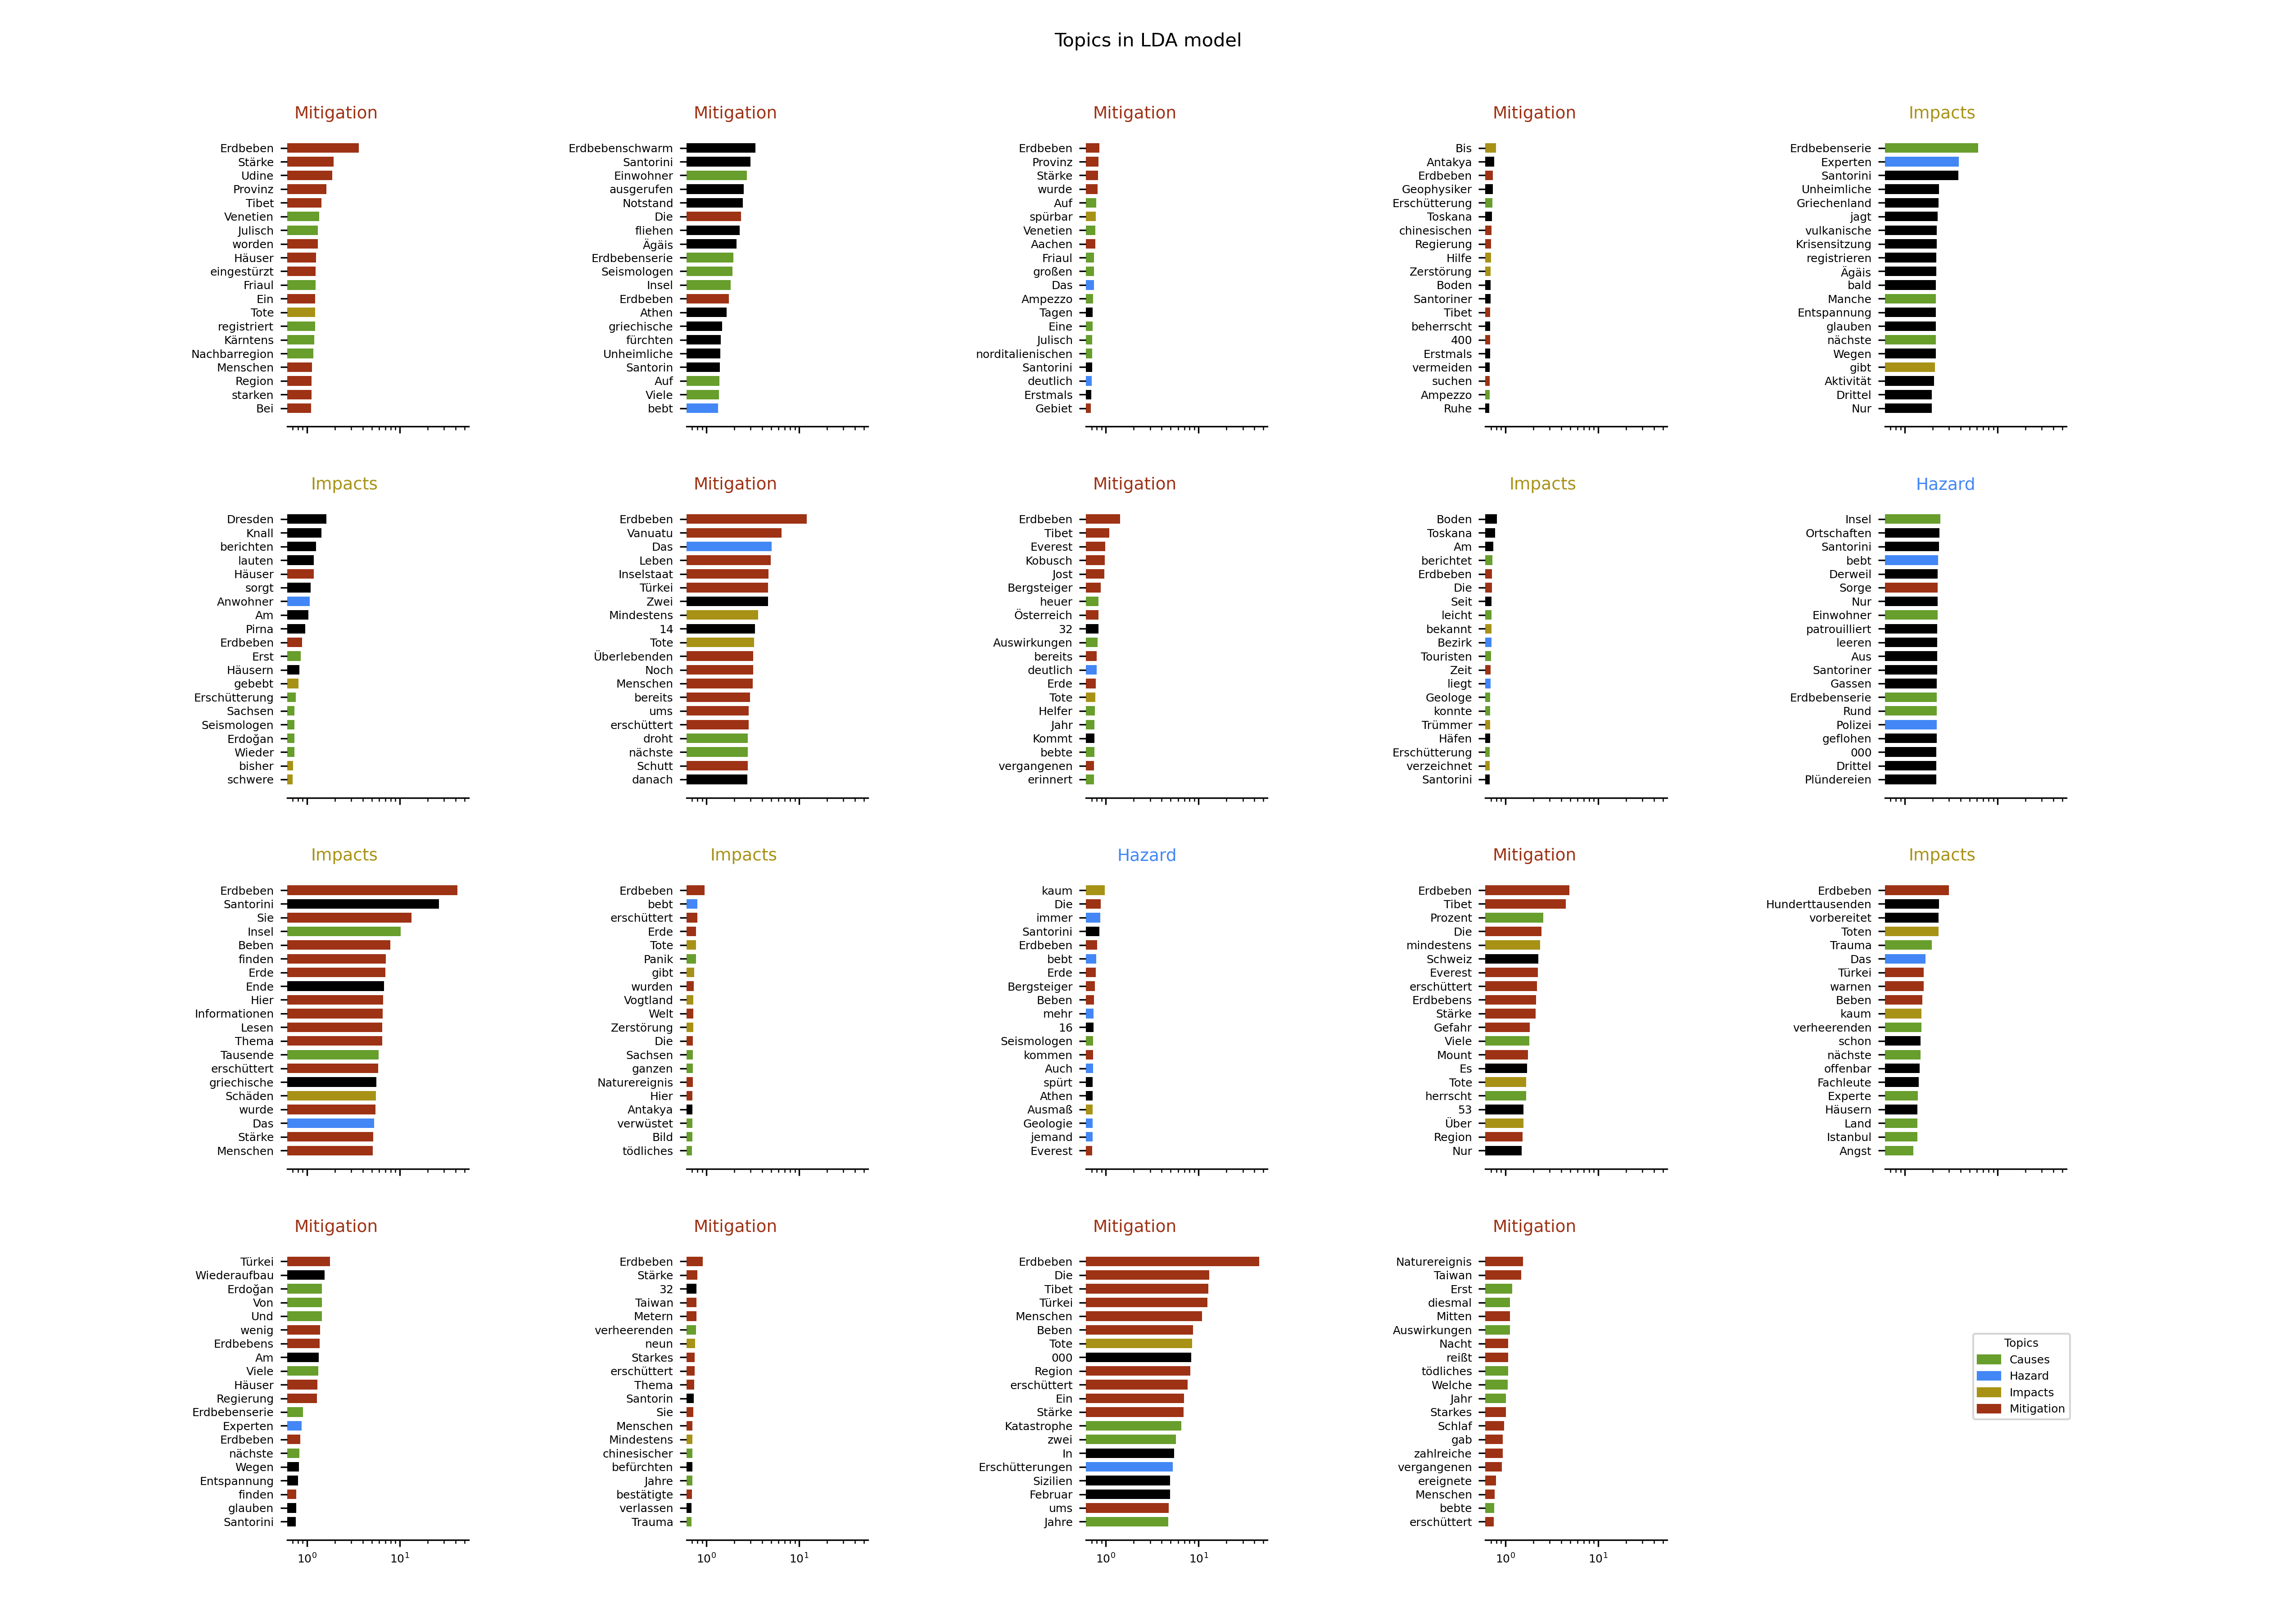 Topics in LDA model
Mitigation
Erdbeben
Stärke
Udine
Provinz
Tibet
Venetien
Julisch
worden
Häuser
eingestürzt
Friaul
Ein
Tote
registriert
Kärntens
Nachbarregion
Menschen
Region
starken
Bei
Mitigation
Erdbebenschwarm
Santorini
Einwohner
ausgerufen
Notstand
Die
fliehen
Ägäis
Erdbebenserie
Seismologen
Insel
Erdbeben
Athen
griechische
fürchten
Unheimliche
Santorin
Auf
Viele
bebt
Mitigation
Erdbeben
Provinz
Stärke
wurde
Auf
spürbar
Venetien
Aachen
Friaul
großen
Das
Ampezzo
Tagen
Eine
Julisch
norditalienischen
Santorini
deutlich
Erstmals
Gebiet
Mitigation
Bis
Antakya
Erdbeben
Geophysiker
Erschütterung
Toskana
chinesischen
Regierung
Hilfe
Zerstörung
Boden
Santoriner
Tibet
beherrscht
400
Erstmals
vermeiden
suchen
Ampezzo
Ruhe
Impacts
Erdbebenserie
Experten
Santorini
Unheimliche
Griechenland
jagt
vulkanische
Krisensitzung
registrieren
Ägäis
bald
Manche
Entspannung
glauben
nächste
Wegen
gibt
Aktivität
Drittel
Nur
Impacts
Dresden
Knall
berichten
lauten
Häuser
sorgt
Anwohner
Am
Pirna
Erdbeben
Erst
Häusern
gebebt
Erschütterung
Sachsen
Seismologen
Erdoğan
Wieder
bisher
schwere
Mitigation
Erdbeben
Vanuatu
Das
Leben
Inselstaat
Türkei
Zwei
Mindestens
14
Tote
Überlebenden
Noch
Menschen
bereits
ums
erschüttert
droht
nächste
Schutt
danach
Mitigation
Erdbeben
Tibet
Everest
Kobusch
Jost
Bergsteiger
heuer
Österreich
32
Auswirkungen
bereits
deutlich
Erde
Tote
Helfer
Jahr
Kommt
bebte
vergangenen
erinnert
Impacts
Boden
Toskana
Am
berichtet
Erdbeben
Die
Seit
leicht
bekannt
Bezirk
Touristen
Zeit
liegt
Geologe
konnte
Trümmer
Häfen
Erschütterung
verzeichnet
Santorini
Hazard
Insel
Ortschaften
Santorini
bebt
Derweil
Sorge
Nur
Einwohner
patrouilliert
leeren
Aus
Santoriner
Gassen
Erdbebenserie
Rund
Polizei
geflohen
000
Drittel
Plündereien
Impacts
Erdbeben
Santorini
Sie
Insel
Beben
finden
Erde
Ende
Hier
Informationen
Lesen
Thema
Tausende
erschüttert
griechische
Schäden
wurde
Das
Stärke
Menschen
Impacts
Erdbeben
bebt
erschüttert
Erde
Tote
Panik
gibt
wurden
Vogtland
Welt
Zerstörung
Die
Sachsen
ganzen
Naturereignis
Hier
Antakya
verwüstet
Bild
tödliches
Hazard
kaum
Die
immer
Santorini
Erdbeben
bebt
Erde
Bergsteiger
Beben
mehr
16
Seismologen
kommen
Auch
spürt
Athen
Ausmaß
Geologie
jemand
Everest
Mitigation
Erdbeben
Tibet
Prozent
Die
mindestens
Schweiz
Everest
erschüttert
Erdbebens
Stärke
Gefahr
Viele
Mount
Es
Tote
herrscht
53
Über
Region
Nur
Impacts
Erdbeben
Hunderttausenden
vorbereitet
Toten
Trauma
Das
Türkei
warnen
Beben
kaum
verheerenden
schon
nächste
offenbar
Fachleute
Experte
Häusern
Land
Istanbul
Angst
Mitigation
Türkei
Wiederaufbau
Erdoğan
Von
Und
wenig
Erdbebens
Am
Viele
Häuser
Regierung
Erdbebenserie
Experten
Erdbeben
nächste
Wegen
Entspannung
finden
glauben
Santorini
10⁰ 10¹
Mitigation
Erdbeben
Stärke
32
Taiwan
Metern
verheerenden
neun
Starkes
erschüttert
Thema
Santorin
Sie
Menschen
Mindestens
chinesischer
befürchten
Jahre
bestätigte
verlassen
Trauma
10⁰ 10¹
Mitigation
Erdbeben
Die
Tibet
Türkei
Menschen
Beben
Tote
000
Region
erschüttert
Ein
Stärke
Katastrophe
zwei
In
Erschütterungen
Sizilien
Februar
ums
Jahre
10⁰ 10¹
Mitigation
Naturereignis
Taiwan
Erst
diesmal
Mitten
Auswirkungen
Nacht
reißt
tödliches
Welche
Jahr
Starkes
Schlaf
gab
zahlreiche
vergangenen
ereignete
Menschen
bebte
erschüttert
10⁰ 10¹
Topics
Causes
Hazard
Impacts
Mitigation